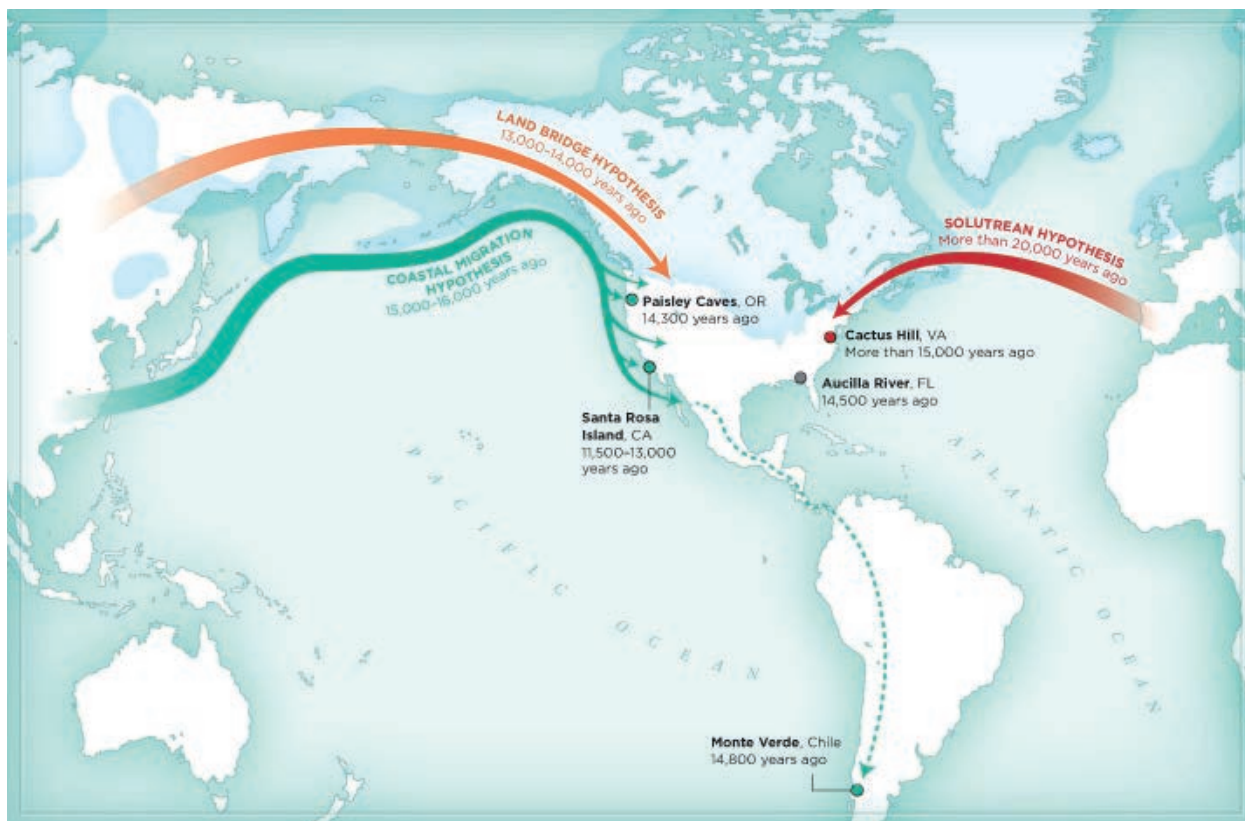 LAND BRIDGE HYPOTHESIS
13,000–14,000 years ago
COASTAL MIGRATION
HYPOTHESIS
15,000–16,000 years ago
SOLUTREAN HYPOTHESIS
More than 20,000 years ago
Paisley Caves, OR
14,300 years ago
Cactus Hill, VA
More than 15,000 years ago
Aucilla River, FL
14,500 years ago
Santa Rosa
Island, CA
11,500–13,000
years ago
PACIFIC
OCEAN
ATLANTIC
OCEAN
Monte Verde, Chile
14,800 years ago